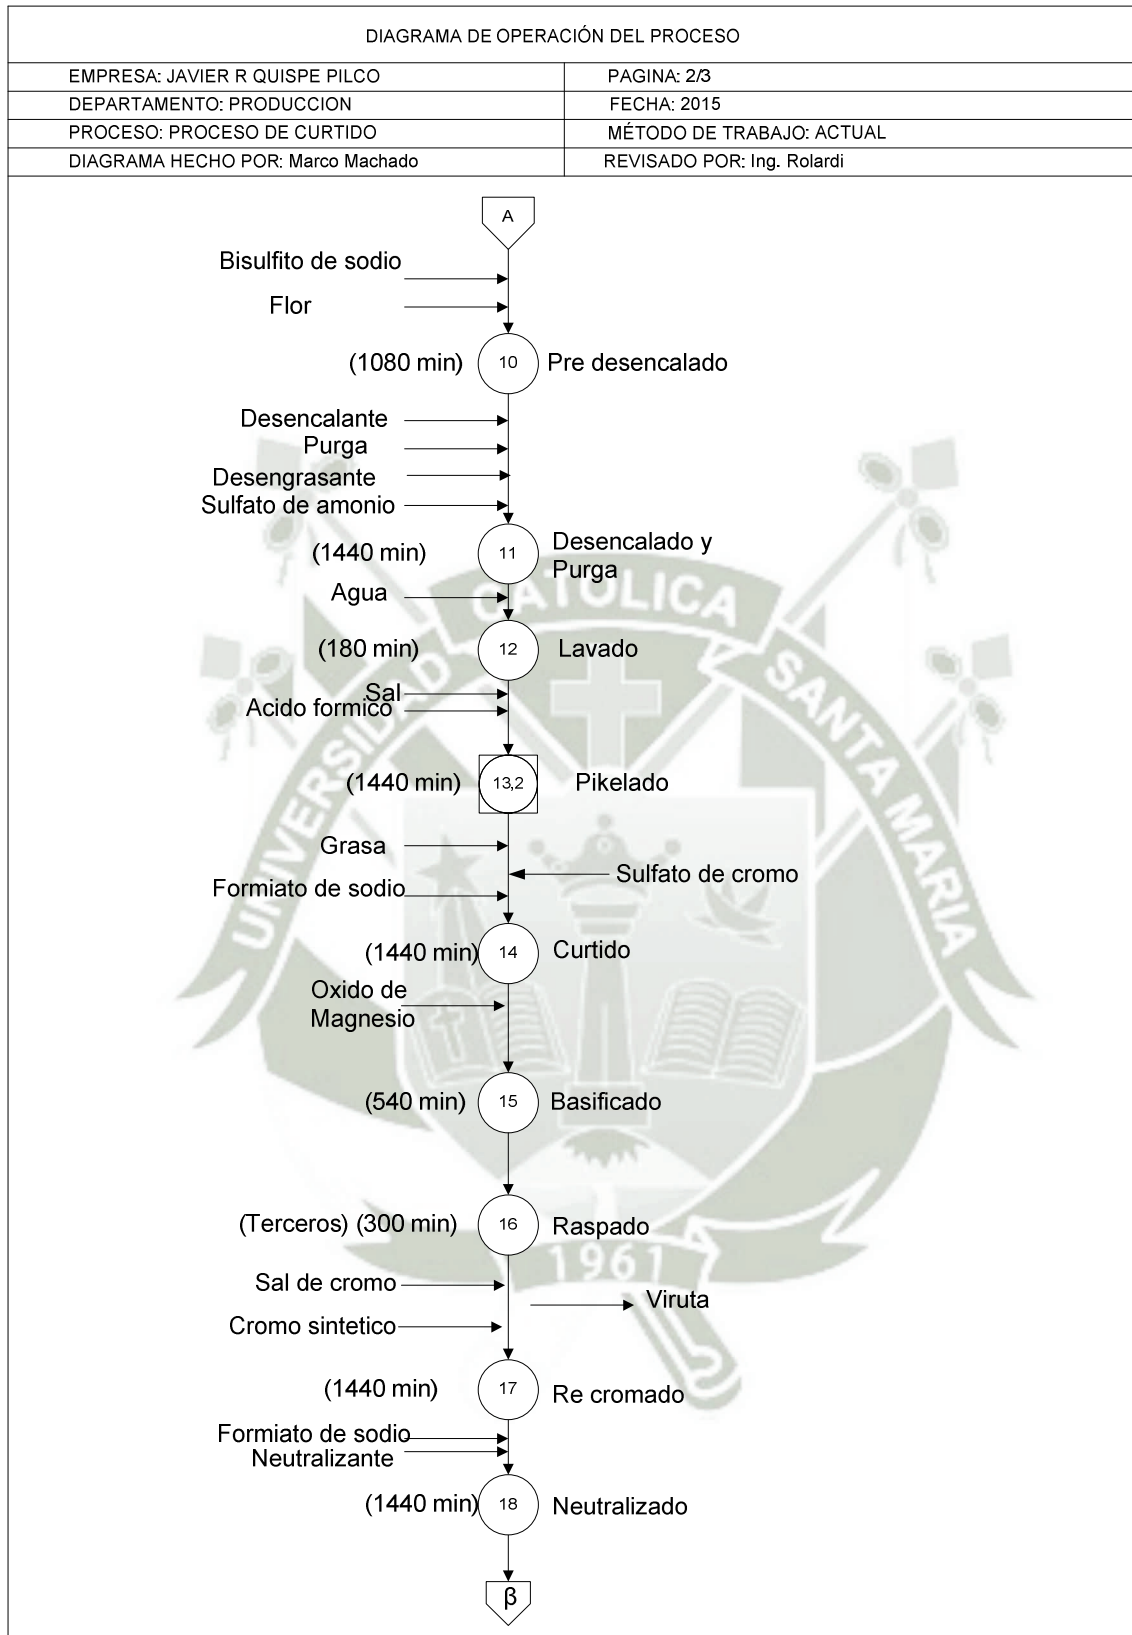 DIAGRAMA DE OPERACIÓN DEL PROCESO
EMPRESA: JAVIER R QUISPE PILCO
PAGINA: 2/3
DEPARTAMENTO: PRODUCCION
FECHA: 2015
PROCESO: PROCESO DE CURTIDO
MÉTODO DE TRABAJO: ACTUAL
DIAGRAMA HECHO POR: Marco Machado
REVISADO POR: Ing. Rolardi
A
Bisulfito de sodio
Flor
(1080 min)
10
Pre desencalado
Desencalante
Purga
Desengrasante
Sulfato de amonio
(1440 min)
11
Desencalado y
Purga
Agua
(180 min)
12
Lavado
Sal
Acido formico
(1440 min)
13,2
Pikelado
Grasa
Sulfato de cromo
Formiato de sodio
(1440 min)
14
Curtido
Oxido de
Magnesio
(540 min)
15
Basificado
(Terceros) (300 min)
16
Raspado
Sal de cromo
Viruta
Cromo sintetico
(1440 min)
17
Re cromado
Formiato de sodio
Neutralizante
(1440 min)
18
Neutralizado
β
UNIVERSIDAD CATOLICA SANTA MARIA
1961